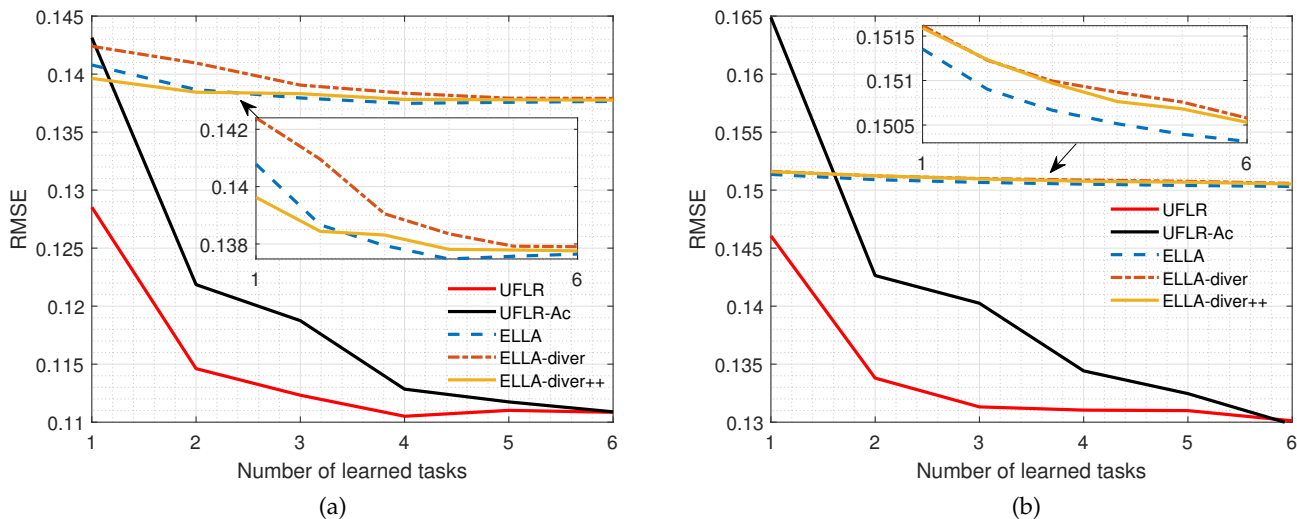 0.145
0.14
0.135
0.13
0.125
0.12
0.115
0.11
RMSE
0.142
0.14
0.138
1 6
UFLR
UFLR-Ac
ELLA
ELLA-diver
ELLA-diver++
1 2 3 4 5 6
Number of learned tasks
(a)
0.165
0.16
0.155
0.15
0.145
0.14
0.135
0.13
RMSE
0.1515
0.151
0.1505
1 6
UFLR
UFLR-Ac
ELLA
ELLA-diver
ELLA-diver++
1 2 3 4 5 6
Number of learned tasks
(b)